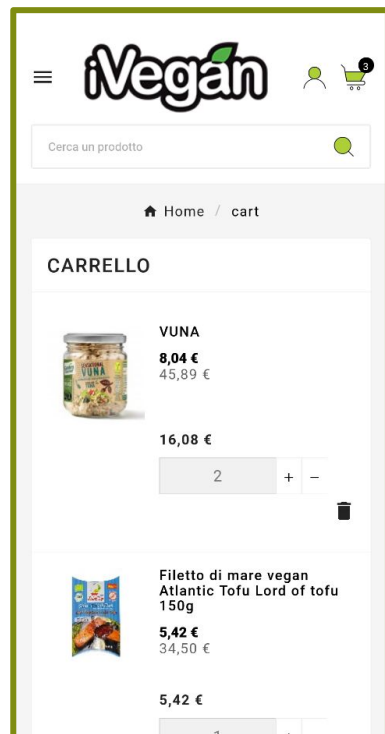 iVegan
3
Cerca un prodotto
Home / cart
CARRELLO
VUNA
8,04 €
45,89 €
VUNA
16,08 €
2 + −
Filetto di mare vegan
Atlantic Tofu Lord of tofu
150g
5,42 €
34,50 €
5,42 €